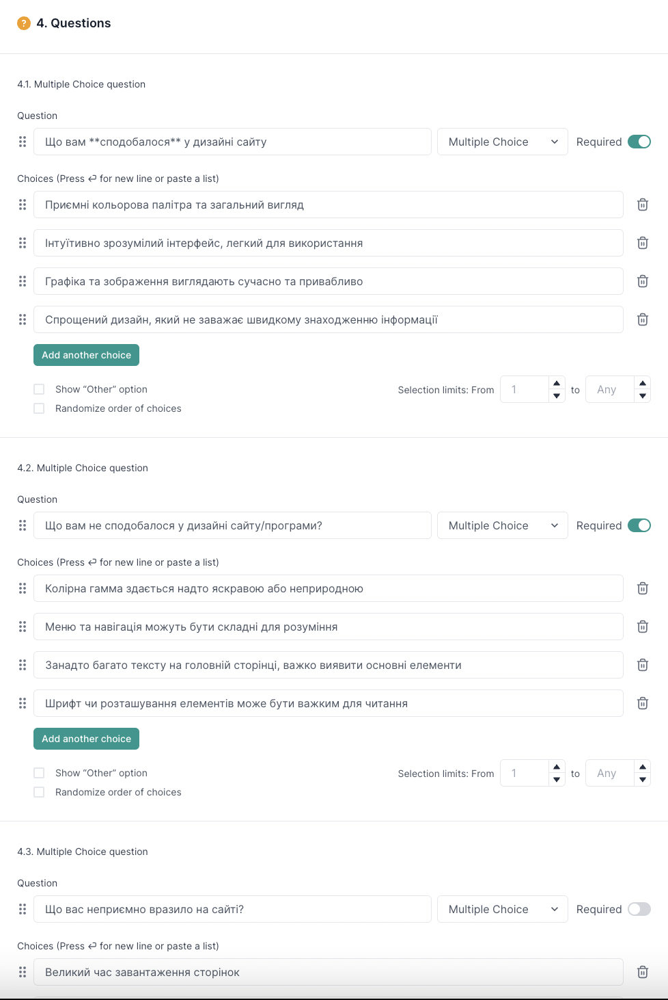 ? 4. Questions
4.1. Multiple Choice question
Question
Що вам **сподобалося** у дизайні сайту Multiple Choice Required
Choices (Press ↵ for new line or paste a list)
Приємні кольорова палітра та загальний вигляд
Інтуїтивно зрозумілий інтерфейс, легкий для використання
Графіка та зображення виглядають сучасно та привабливо
Спрощений дизайн, який не заважає швидкому знаходженню інформації
Add another choice
Show “Other” option Selection limits: From 1 to Any
Randomize order of choices
4.2. Multiple Choice question
Question
Що вам не сподобалося у дизайні сайту/програми? Multiple Choice Required
Choices (Press ↵ for new line or paste a list)
Колірна гамма здається надто яскравою або неприродною
Меню та навігація можуть бути складні для розуміння
Занадто багато тексту на головній сторінці, важко виявити основні елементи
Шрифт чи розташування елементів може бути важким для читання
Add another choice
Show “Other” option Selection limits: From 1 to Any
Randomize order of choices
4.3. Multiple Choice question
Question
Що вас неприємно вразило на сайті? Multiple Choice Required
Choices (Press ↵ for new line or paste a list)
Великий час завантаження сторінок